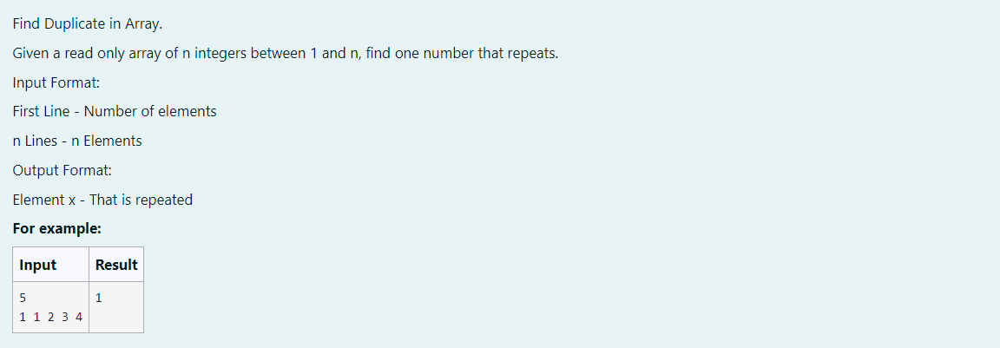 Find Duplicate in Array.
Given a read only array of n integers between 1 and n, find one number that repeats.
Input Format:
First Line - Number of elements
n Lines - n Elements
Output Format:
Element x - That is repeated
For example:
Input Result
5 1
1 1 2 3 4